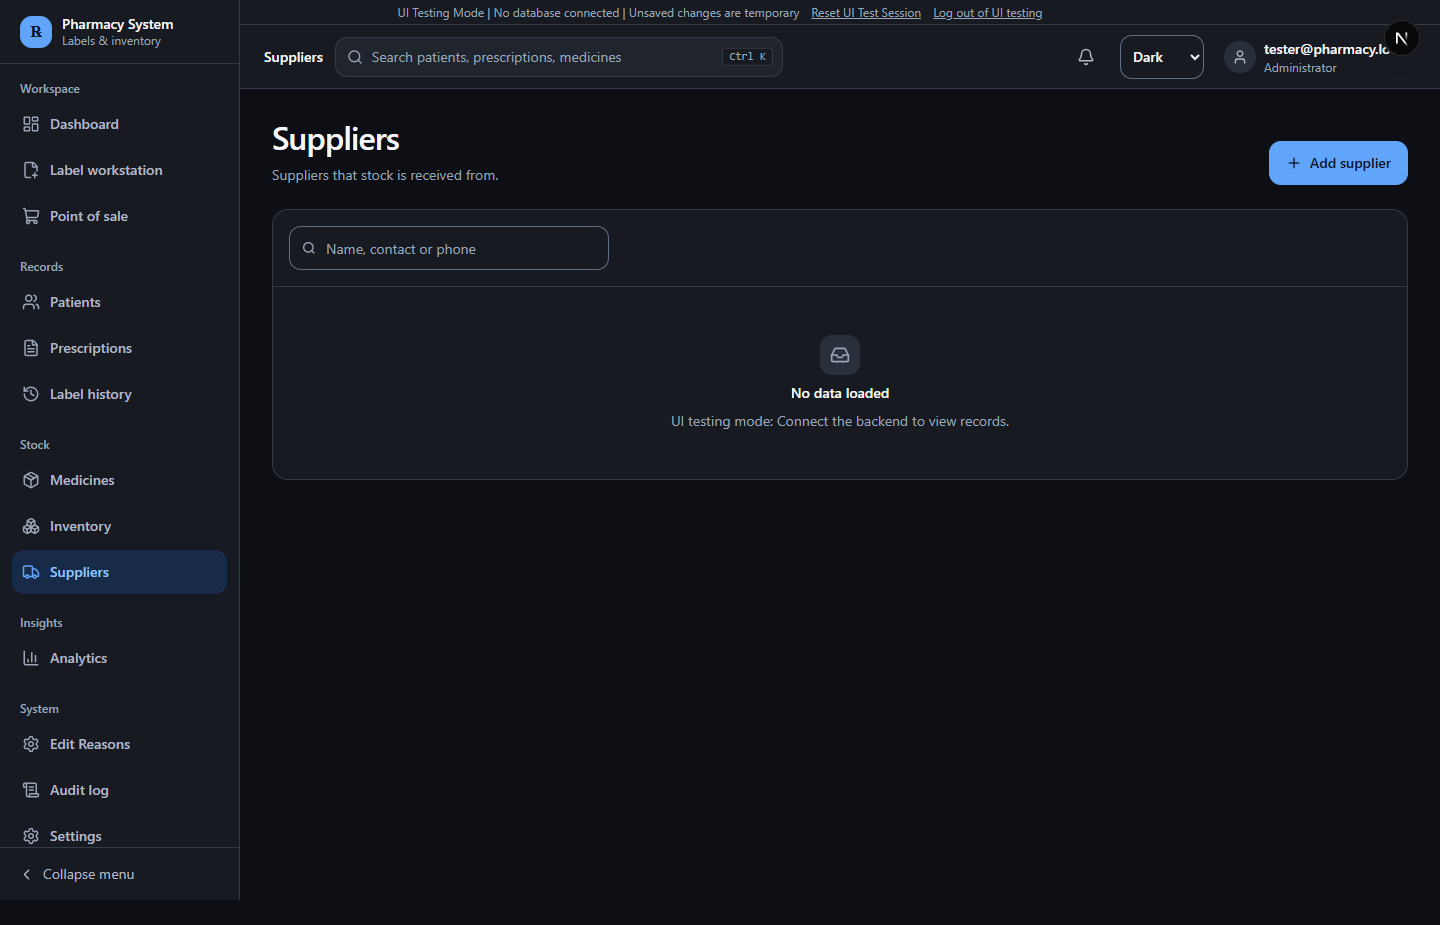 ℞
Pharmacy System
Labels & inventory
Workspace
Dashboard
Label workstation
Point of sale
Records
Patients
Prescriptions
Label history
Stock
Medicines
Inventory
Suppliers
Insights
Analytics
System
Edit Reasons
Audit log
Settings
Collapse menu
UI Testing Mode | No database connected | Unsaved changes are temporary Reset UI Test Session Log out of UI testing
Suppliers
Search patients, prescriptions, medicines
Ctrl K
Dark
tester@pharmacy.lo
Administrator
N
Suppliers
Suppliers that stock is received from.
Add supplier
Name, contact or phone
No data loaded
UI testing mode: Connect the backend to view records.